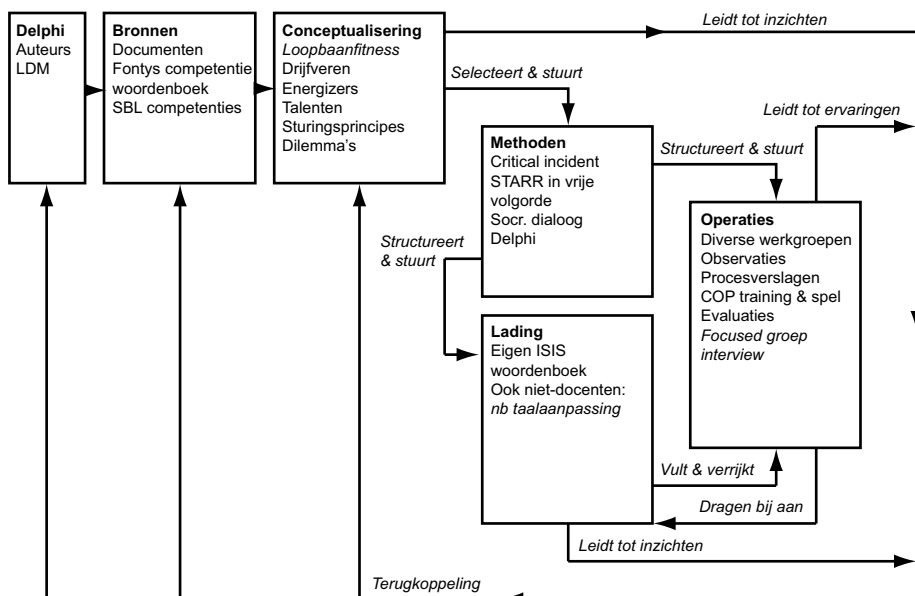 Delphi
Auteurs
LDM
Bronnen
Documenten
Fontys competentie
woordenboek
SBL competenties
Conceptualisering
Loopbaanfitness
Drijfveren
Energizers
Talenten
Sturingsprincipes
Dilemma's
Leidt tot inzichten
Selecteert & stuurt
Methoden
Critical incident
STARR in vrije
volgorde
Socr. dialoog
Delphi
Structureert & stuurt
Leidt tot ervaringen
Operaties
Diverse werkgroepen
Observaties
Procesverslagen
COP training & spel
Evaluaties
Focused groep
interview
Structureert
& stuurt
Lading
Eigen ISIS
woordenboek
Ook niet-docenten:
nb taalaanpassing
Vult & verrijkt
Dragen bij aan
Leidt tot inzichten
Terugkoppeling